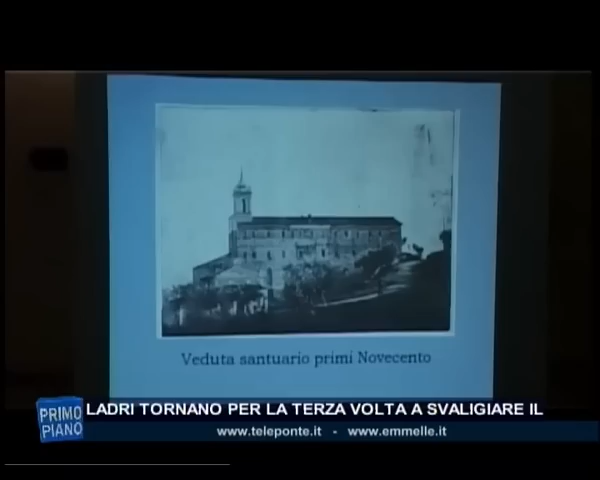 Veduta santuario primi Novecento
PRIMO
PIANO
LADRI TORNANO PER LA TERZA VOLTA A SVALIGIARE IL
www.teleponte.it - www.emmelle.it